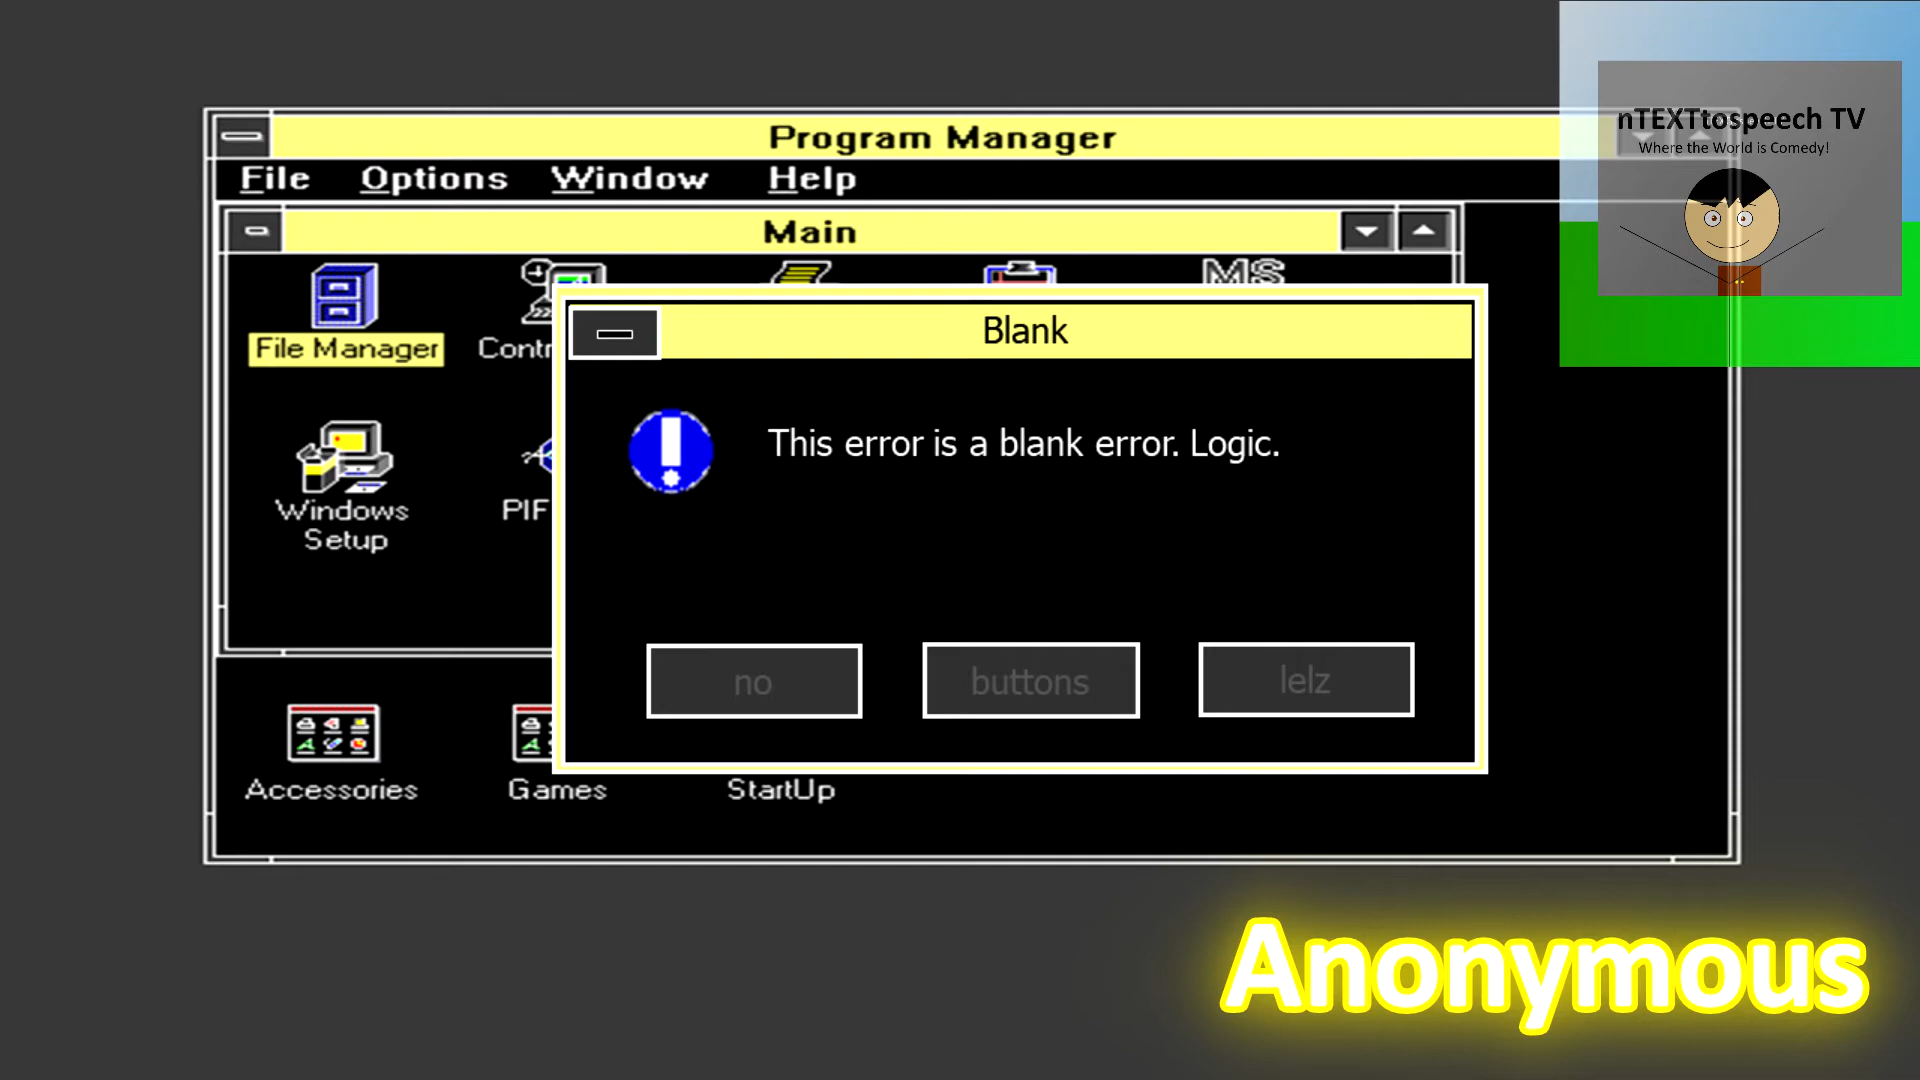 nTEXTtospeech TV
Where the World is Comedy!
Program Manager
File Options Window Help
Main
MS
File Manager
Contr
Blank
This error is a blank error. Logic.
Windows
Setup
PIF
no buttons lelz
Accessories
Games
StartUp
Anonymous